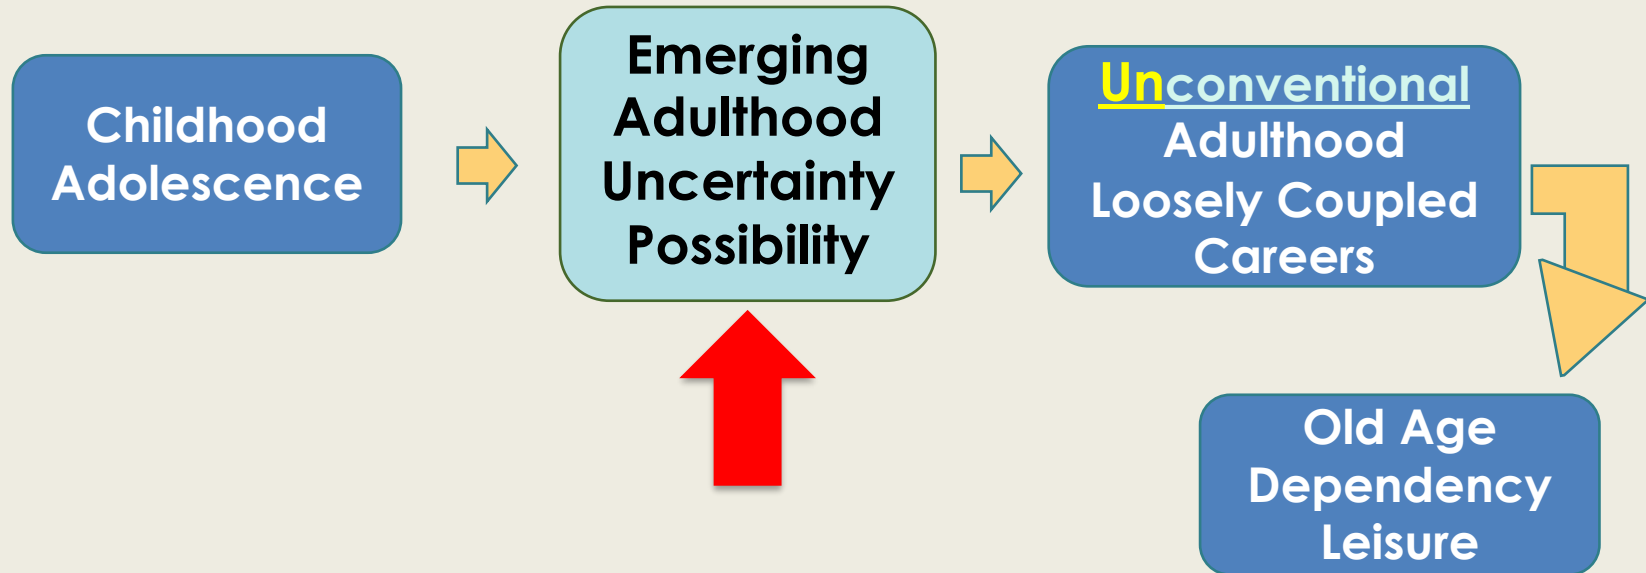 Childhood
Adolescence
Emerging
Adulthood
Uncertainty
Possibility
Unconventional
Adulthood
Loosely Coupled
Careers
Old Age
Dependency
Leisure